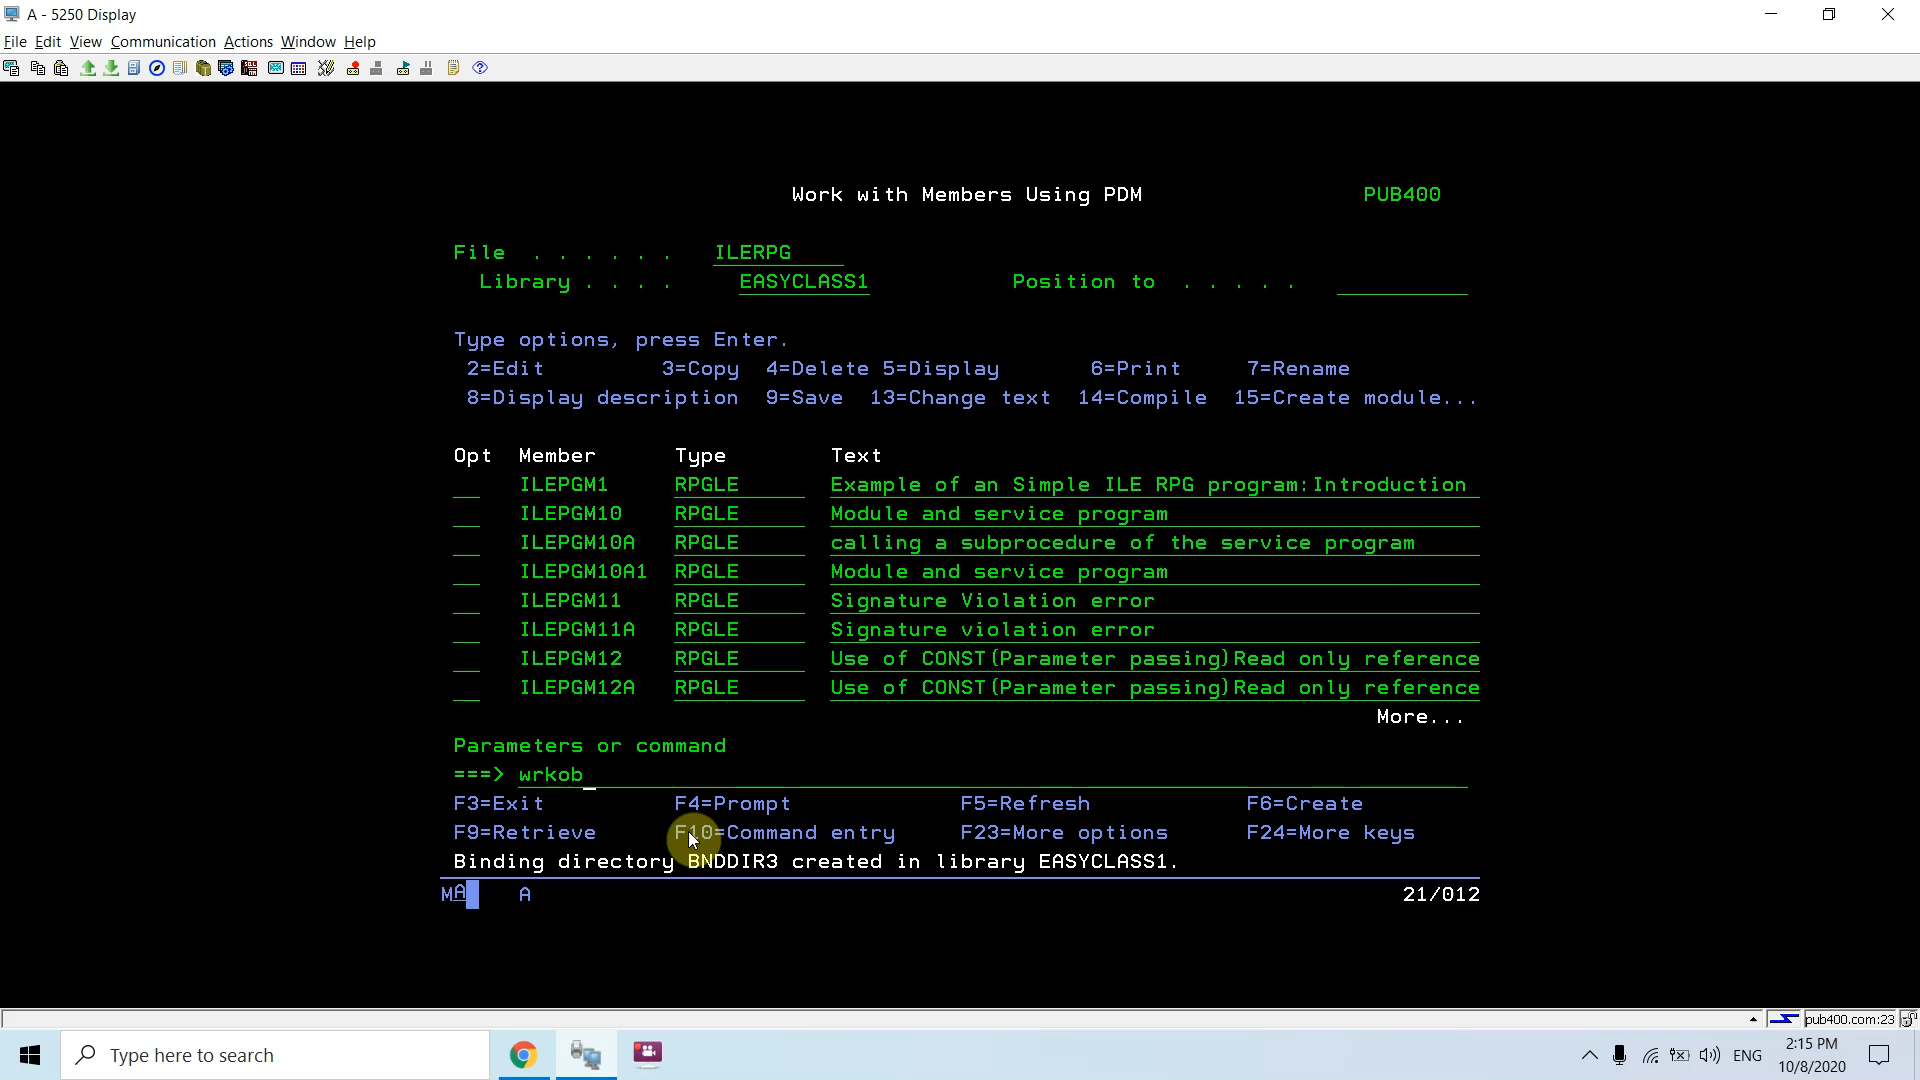 A - 5250 Display
File Edit View Communication Actions Window Help
Work with Members Using PDM PUB400
File . . . . . . ILERPG
Library . . . . EASYCLASS1 Position to . . . . .
Type options, press Enter.
2=Edit 3=Copy 4=Delete 5=Display 6=Print 7=Rename
8=Display description 9=Save 13=Change text 14=Compile 15=Create module...
Opt Member Type Text
ILEPGM1 RPGLE Example of an Simple ILE RPG program:Introduction
ILEPGM10 RPGLE Module and service program
ILEPGM10A RPGLE calling a subprocedure of the service program
ILEPGM10A1 RPGLE Module and service program
ILEPGM11 RPGLE Signature Violation error
ILEPGM11A RPGLE Signature violation error
ILEPGM12 RPGLE Use of CONST(Parameter passing)Read only reference
ILEPGM12A RPGLE Use of CONST(Parameter passing)Read only reference
More...
Parameters or command
===> wrkob
F3=Exit F4=Prompt F5=Refresh F6=Create
F9=Retrieve F10=Command entry F23=More options F24=More keys
Binding directory BNDDIR3 created in library EASYCLASS1.
MA A 21/012
pub400.com:23
Type here to search
ENG
2:15 PM
10/8/2020